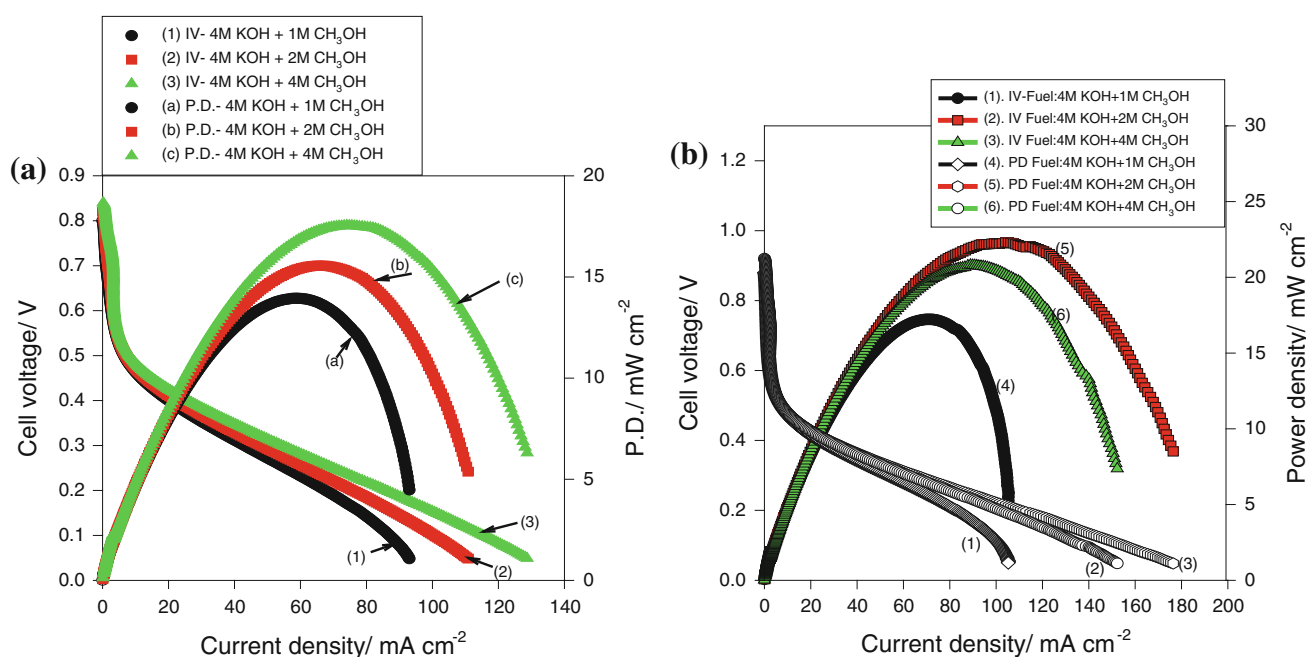 (1) IV- 4M KOH + 1M CH3OH
(2) IV- 4M KOH + 2M CH3OH
(3) IV- 4M KOH + 4M CH3OH
(a) P.D.- 4M KOH + 1M CH3OH
(b) P.D.- 4M KOH + 2M CH3OH
(c) P.D.- 4M KOH + 4M CH3OH
(a)
0.9
0.8
0.7
0.6
0.5
0.4
0.3
0.2
0.1
0.0
Cell voltage/ V
20
15
10
5
0
P.D./ mW cm-2
(b)
(c)
(a)
(3)
(1)
(2)
0 20 40 60 80 100 120 140
Current density/ mA cm-2
(b)
(1). IV-Fuel:4M KOH+1M CH3OH
(2). IV Fuel:4M KOH+2M CH3OH
(3). IV Fuel:4M KOH+4M CH3OH
(4). PD Fuel:4M KOH+1M CH3OH
(5). PD Fuel:4M KOH+2M CH3OH
(6). PD Fuel:4M KOH+4M CH3OH
1.2
1.0
0.8
0.6
0.4
0.2
0.0
Cell voltage/ V
30
25
20
15
10
5
0
Power density/ mW cm-2
(5)
(6)
(4)
(1)
(2)
(3)
0 20 40 60 80 100 120 140 160 180 200
Current density/ mA cm-2